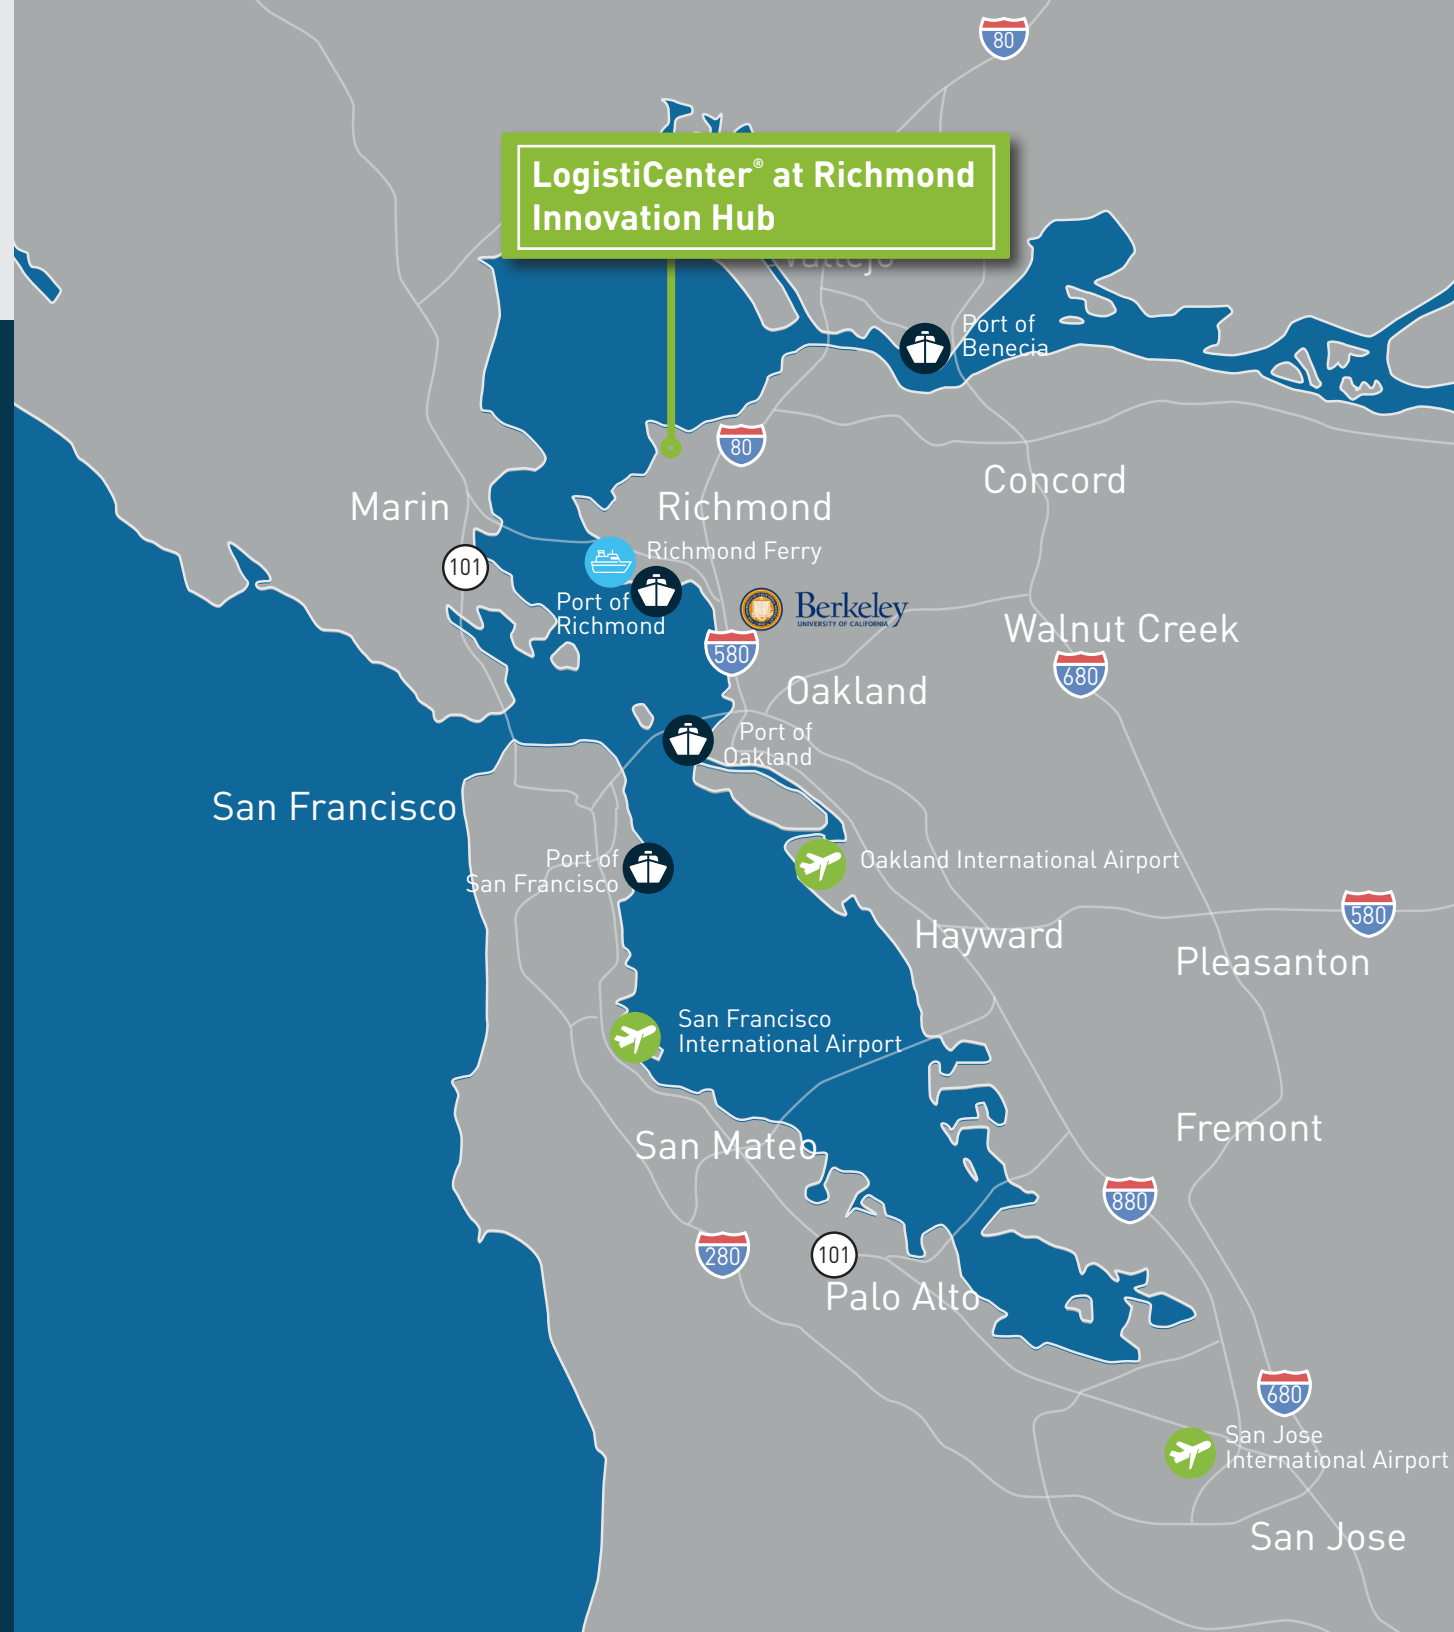 80
LogistiCenter® at Richmond
Innovation Hub
Vallejo
Port of
Benecia
80
Concord
Marin
Richmond
Richmond Ferry
101
Port of
Richmond
Berkeley
UNIVERSITY OF CALIFORNIA
Walnut Creek
580
680
Oakland
Port of
Oakland
San Francisco
Port of
San Francisco
Oakland International Airport
580
Hayward
Pleasanton
San Francisco
International Airport
Fremont
San Mateo
880
280
101
Palo Alto
680
San Jose
International Airport
San Jose